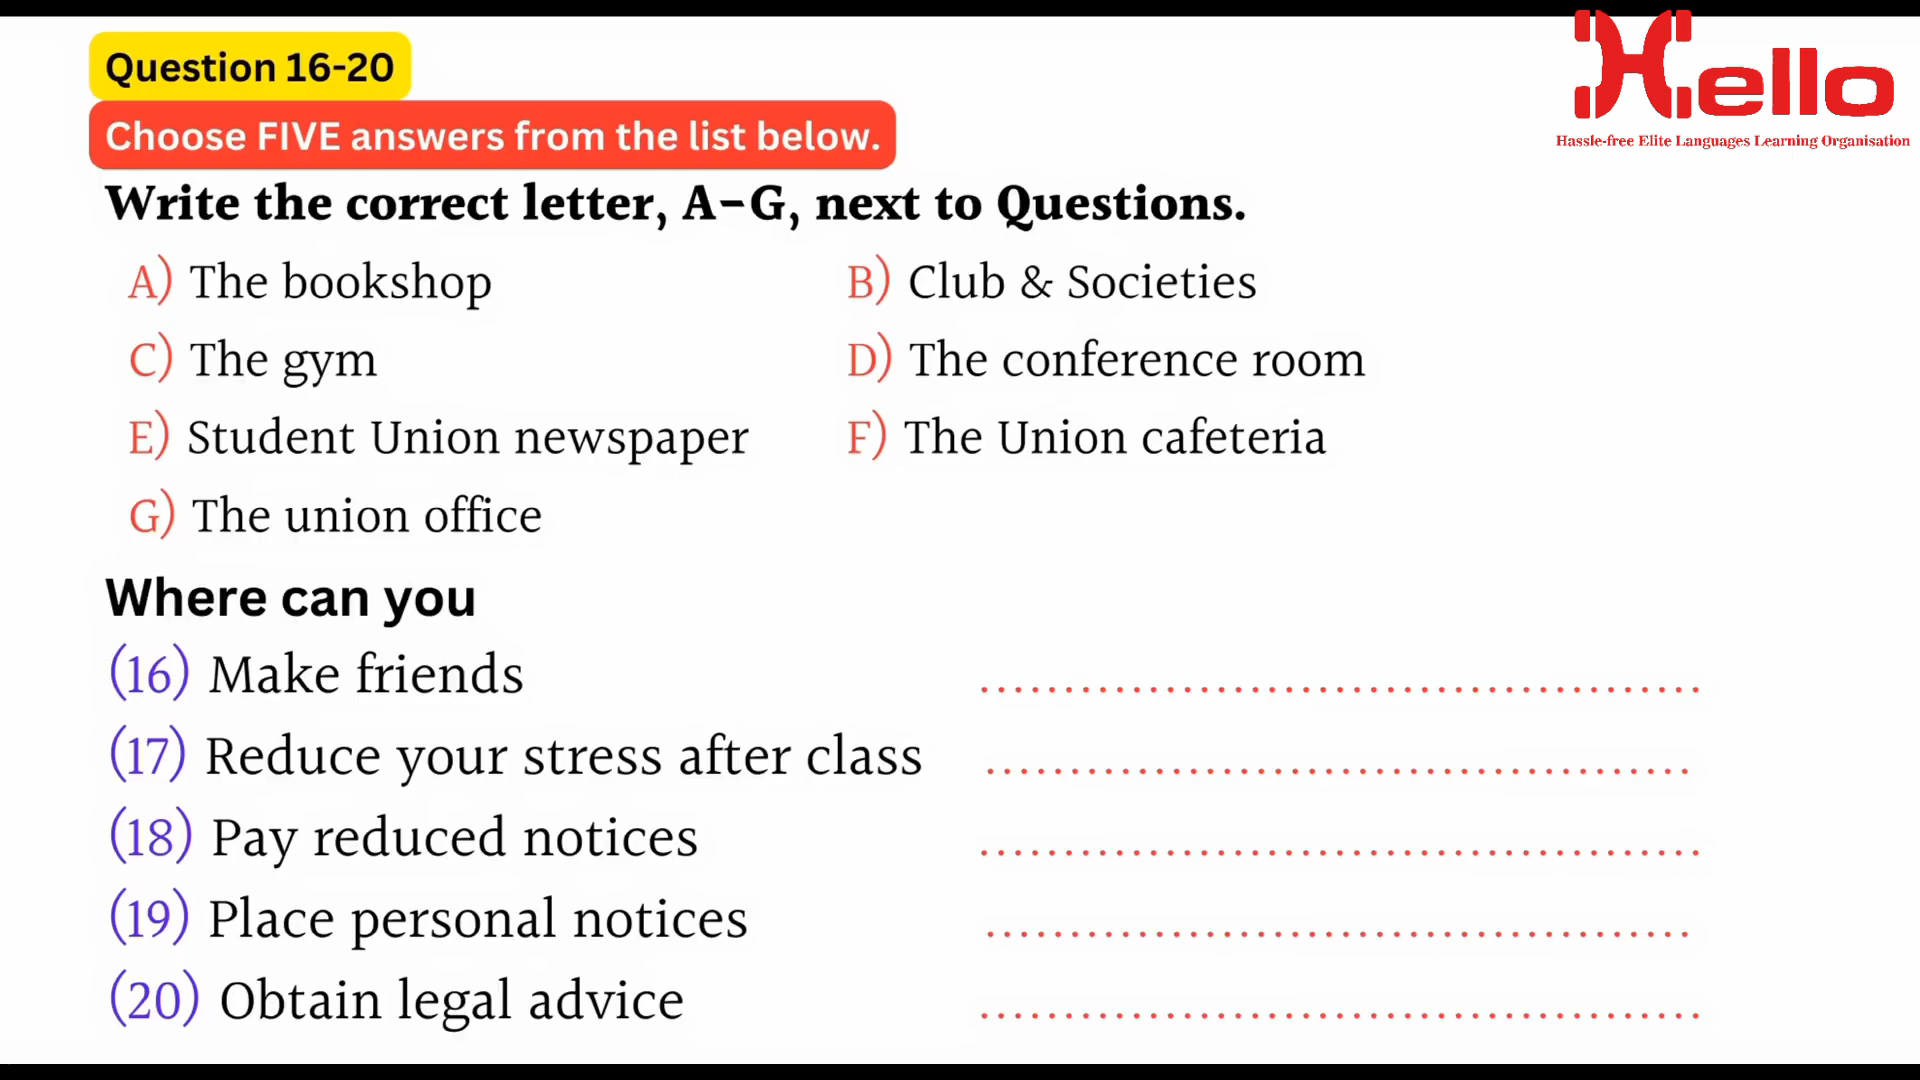 Question 16-20
Hello
Choose FIVE answers from the list below.
Hassle-free Elite Languages Learning Organisation
Write the correct letter, A-G, next to Questions.
A) The bookshop
B) Club & Societies
C) The gym
D) The conference room
E) Student Union newspaper
F) The Union cafeteria
G) The union office
Where can you
(16) Make friends ..........................................
(17) Reduce your stress after class ..........................................
(18) Pay reduced notices ..........................................
(19) Place personal notices ..........................................
(20) Obtain legal advice ..........................................